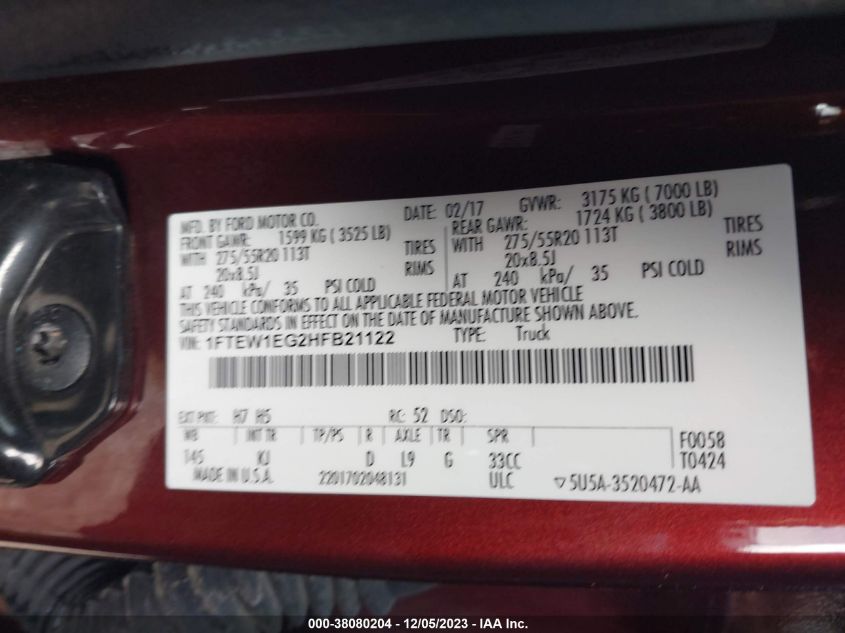 MFD. BY FORD MOTOR CO. DATE: 02/17 GVWR: 3175 KG ( 7000 LB)
FRONT GAWR: 1599 KG ( 3525 LB) REAR GAWR: 1724 KG ( 3800 LB)
WITH 275/55R20 113T TIRES WITH 275/55R20 113T TIRES
20x8.5J RIMS 20x8.5J RIMS
AT 240 kPa/ 35 PSI COLD AT 240 kPa/ 35 PSI COLD
THIS VEHICLE CONFORMS TO ALL APPLICABLE FEDERAL MOTOR VEHICLE
SAFETY STANDARDS IN EFFECT ON THE DATE OF MANUFACTURE SHOWN ABOVE.
VIN: 1FTEW1EG2HFB21122 TYPE: Truck
EXT PNT: H7 H5 RC: 52 DSO:
WB INT TR TP/PS R AXLE TR SPR F0058
145 KJ D L9 G 33CC T0424
MADE IN U.S.A. 2201702048131 ULC ▽5U5A-3520472-AA
000-38080204 - 12/05/2023 - IAA Inc.